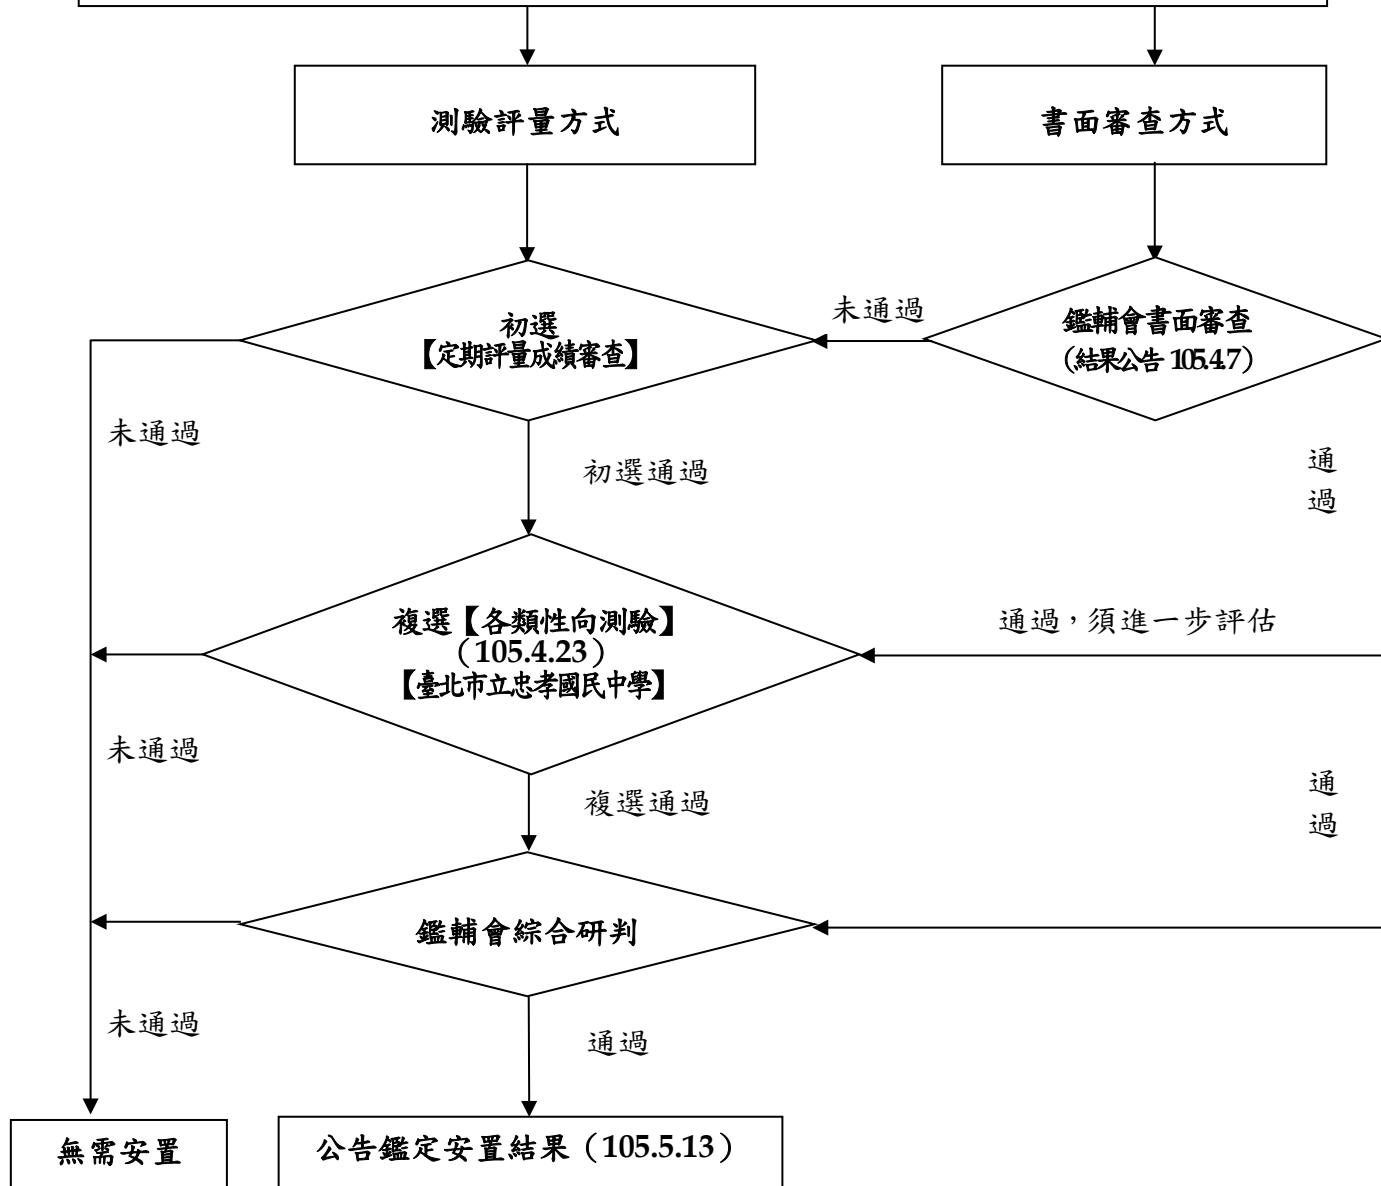 測驗評量方式
書面審查方式
初選
【定期評量成績審查】
未通過
鑑輔會書面審查
（結果公告 105.4.7）
未通過
初選通過
通
過
複選【各類性向測驗】
（105.4.23）
【臺北市立忠孝國民中學】
通過，須進一步評估
未通過
複選通過
通
過
鑑輔會綜合研判
未通過
通過
無需安置
公告鑑定安置結果（105.5.13）